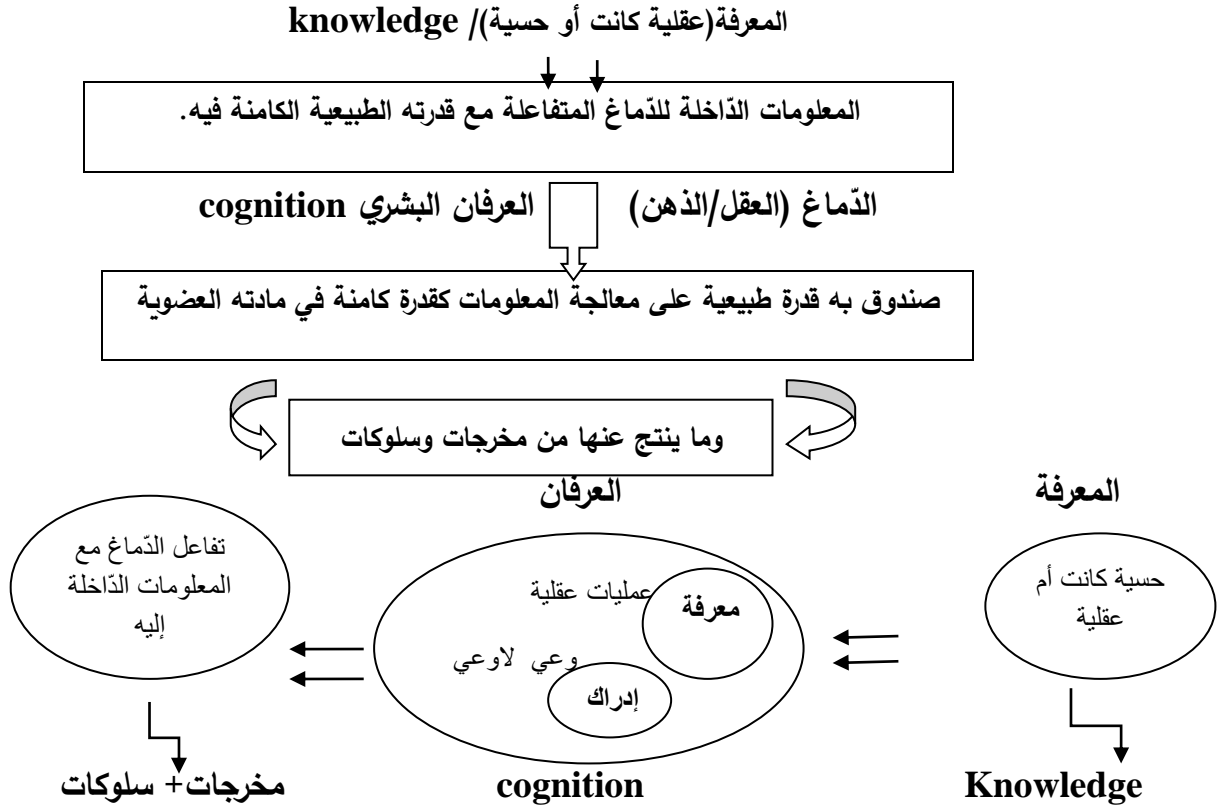 المعرفة(عقلية كانت أو حسية)/ knowledge
المعلومات الدّاخلة للدّماغ المتفاعلة مع قدرته الطبيعية الكامنة فيه.
الدّماغ (العقل/الذهن)
العرفان البشري cognition
صندوق به قدرة طبيعية على معالجة المعلومات كقدرة كامنة في مادته العضوية
وما ينتج عنها من مخرجات وسلوكات
المعرفة
حسية كانت أم
عقلية
Knowledge
العرفان
عمليات عقلية
معرفة
وعي لاوعي
إدراك
cognition
تفاعل الدّماغ مع
المعلومات الدّاخلة
إليه
مخرجات+ سلوكات